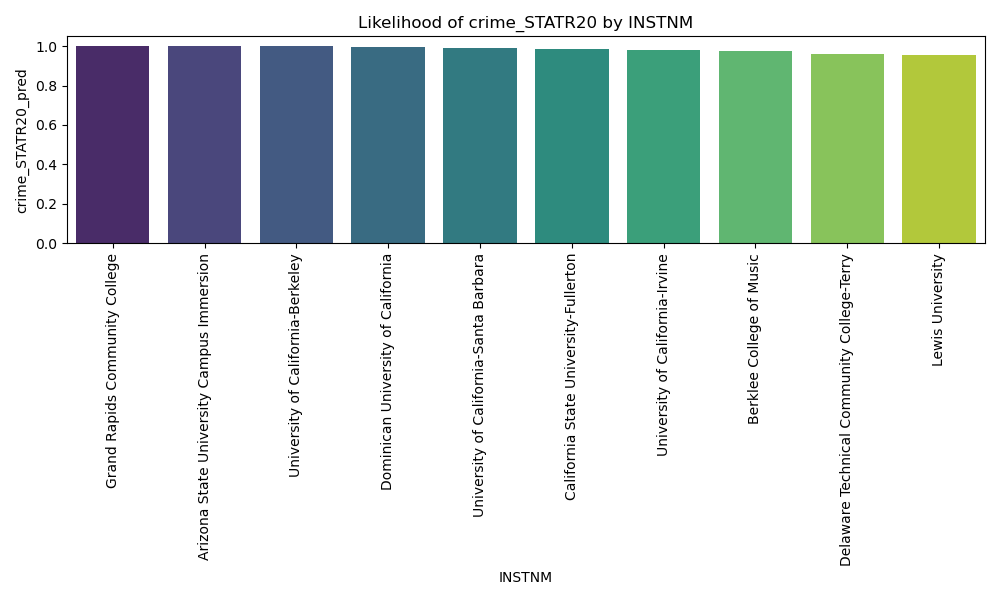 Likelihood of crime_STATR20 by INSTNM
crime_STATR20_pred
1.0
0.8
0.6
0.4
0.2
0.0
Grand Rapids Community College
Arizona State University Campus Immersion
University of California-Berkeley
Dominican University of California
University of California-Santa Barbara
California State University-Fullerton
University of California-Irvine
Berklee College of Music
Delaware Technical Community College-Terry
Lewis University
INSTNM